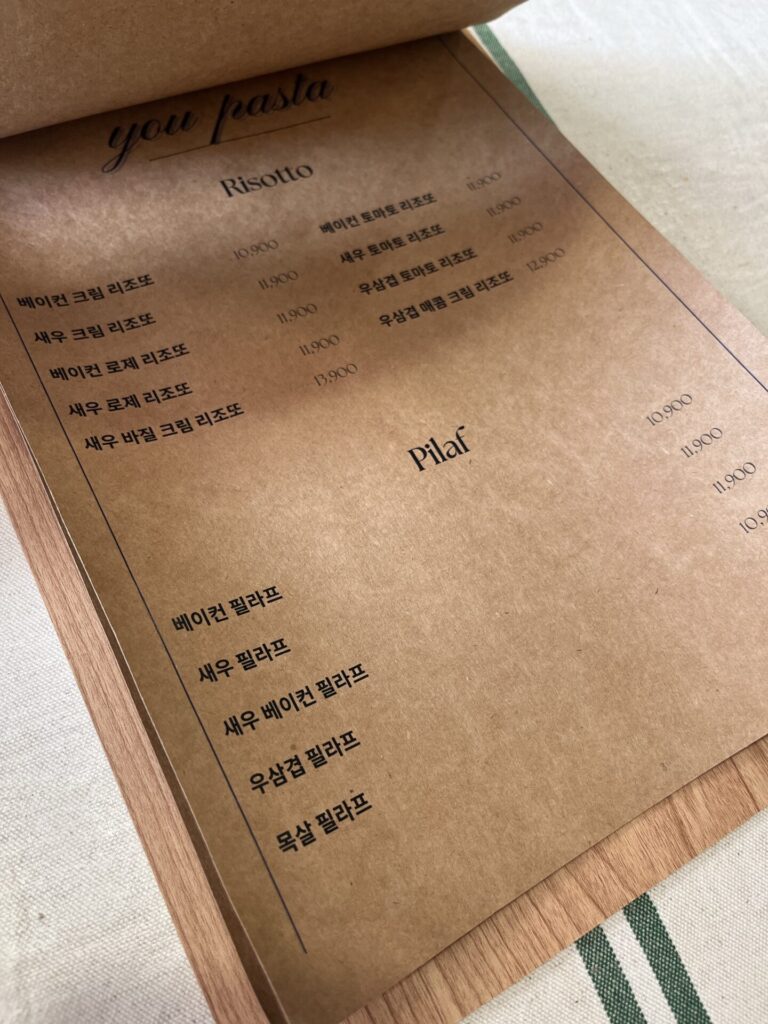 you pasta
Risotto
베이컨 크림 리조또 10,900
새우 크림 리조또 11,900
베이컨 로제 리조또 11,900
새우 로제 리조또 11,900
새우 바질 크림 리조또 13,900
베이컨 토마토 리조또 11,900
새우 토마토 리조또 11,900
우삼겹 토마토 리조또 11,900
우삼겹 매콤 크림 리조또 12,900
Pilaf
베이컨 필라프 10,900
새우 필라프 11,900
새우 베이컨 필라프 11,900
우삼겹 필라프
목살 필라프